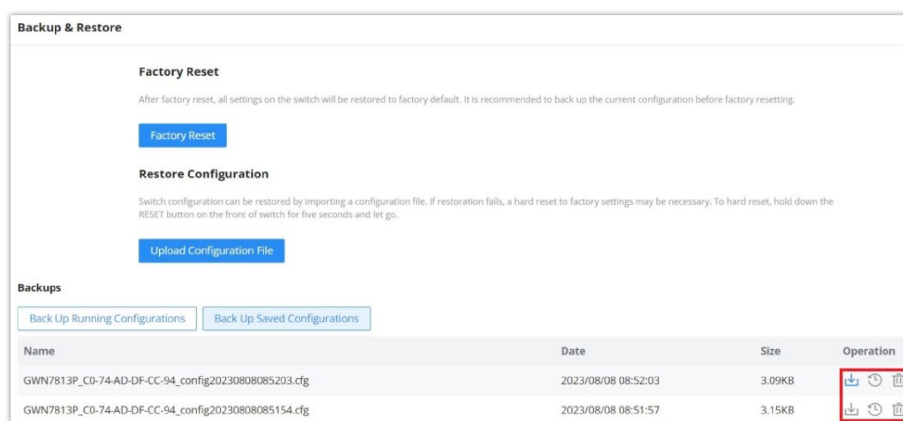 Backup & Restore
Factory Reset
After factory reset, all settings on the switch will be restored to factory default. It is recommended to back up the current configuration before factory resetting.
Factory Reset
Restore Configuration
Switch configuration can be restored by importing a configuration file. If restoration fails, a hard reset to factory settings may be necessary. To hard reset, hold down the
RESET button on the front of switch for five seconds and let go.
Upload Configuration File
Backups
Back Up Running Configurations Back Up Saved Configurations
Name Date Size Operation
GWN7813P_C0-74-AD-DF-CC-94_config20230808085203.cfg 2023/08/08 08:52:03 3.09KB
GWN7813P_C0-74-AD-DF-CC-94_config20230808085154.cfg 2023/08/08 08:51:57 3.15KB